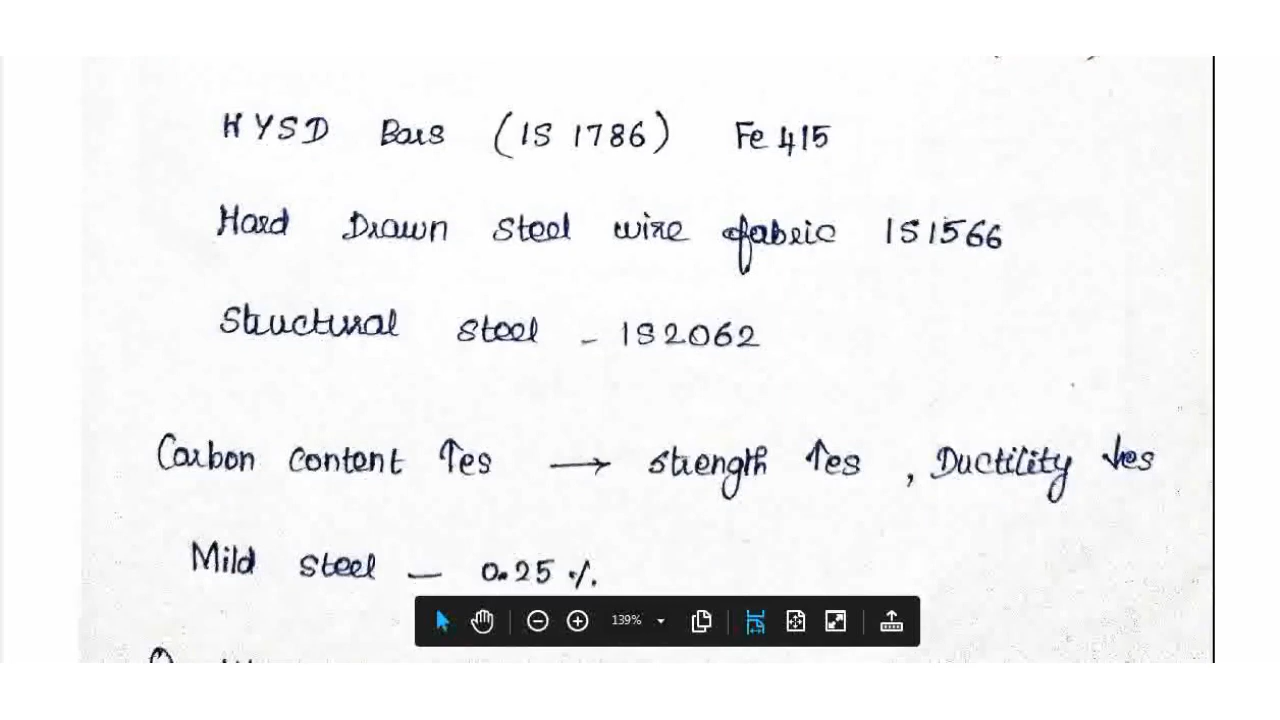 HYSD Bars (IS 1786) Fe 415
Hard Drawn steel wire fabric IS1566
Structural steel - IS2062
Carbon content ↑es → strength ↑es , Ductility ↓es
Mild steel — 0.25 %.
139%